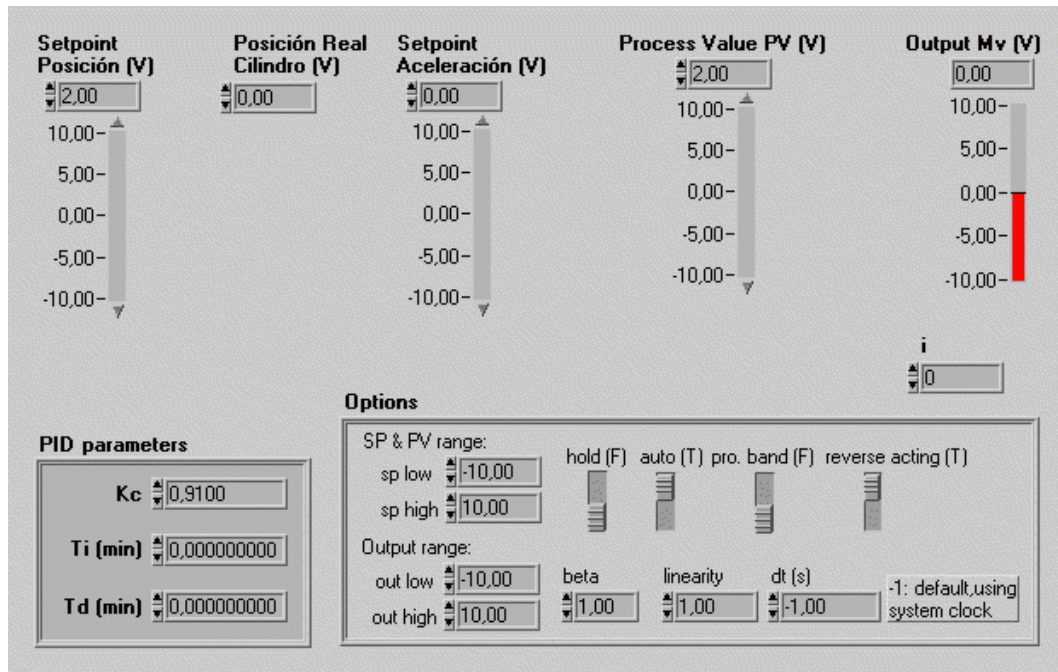 Setpoint
Posición (V)
2,00
10,00
5,00
0,00
-5,00
-10,00
Posición Real
Cilindro (V)
0,00
Setpoint
Aceleración (V)
0,00
10,00
5,00
0,00
-5,00
-10,00
Process Value PV (V)
2,00
10,00
5,00
0,00
-5,00
-10,00
Output Mv (V)
0,00
10,00
5,00
0,00
-5,00
-10,00
i
0
PID parameters
Kc 0,9100
Ti (min) 0,000000000
Td (min) 0,000000000
Options
SP & PV range:
sp low -10,00
sp high 10,00
Output range:
out low -10,00
out high 10,00
hold (F) auto (T) pro. band (F) reverse acting (T)
beta
1,00
linearity
1,00
dt (s)
-1,00
-1: default,using
system clock